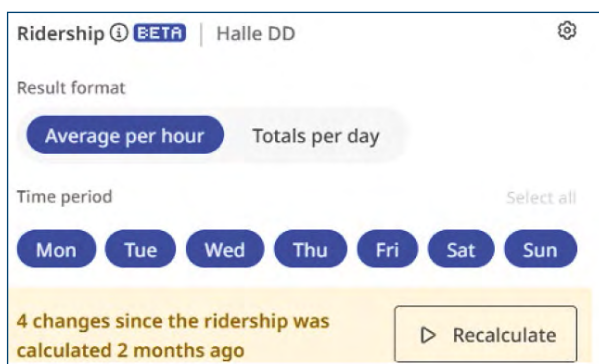 Ridership BETA | Halle DD
Result format
Average per hour Totals per day
Time period Select all
Mon Tue Wed Thu Fri Sat Sun
4 changes since the ridership was
calculated 2 months ago
Recalculate